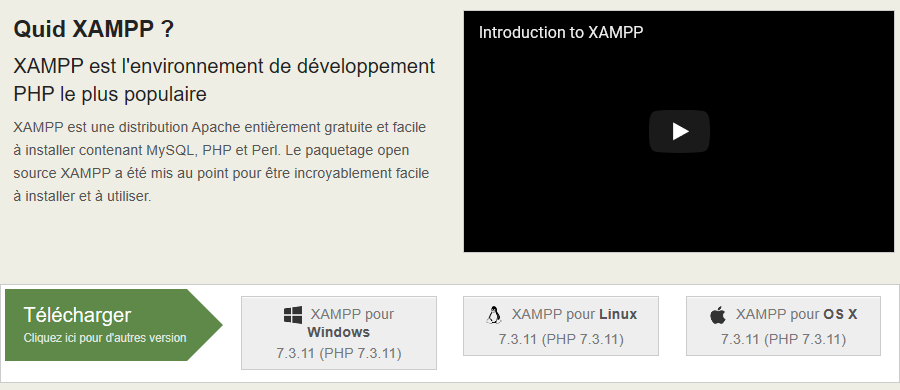 Quid XAMPP ?
XAMPP est l'environnement de développement
PHP le plus populaire
XAMPP est une distribution Apache entièrement gratuite et facile
à installer contenant MySQL, PHP et Perl. Le paquetage open
source XAMPP a été mis au point pour être incroyablement facile
à installer et à utiliser.
Introduction to XAMPP
Télécharger
Cliquez ici pour d'autres version
XAMPP pour
Windows
7.3.11 (PHP 7.3.11)
XAMPP pour Linux
7.3.11 (PHP 7.3.11)
XAMPP pour OS X
7.3.11 (PHP 7.3.11)